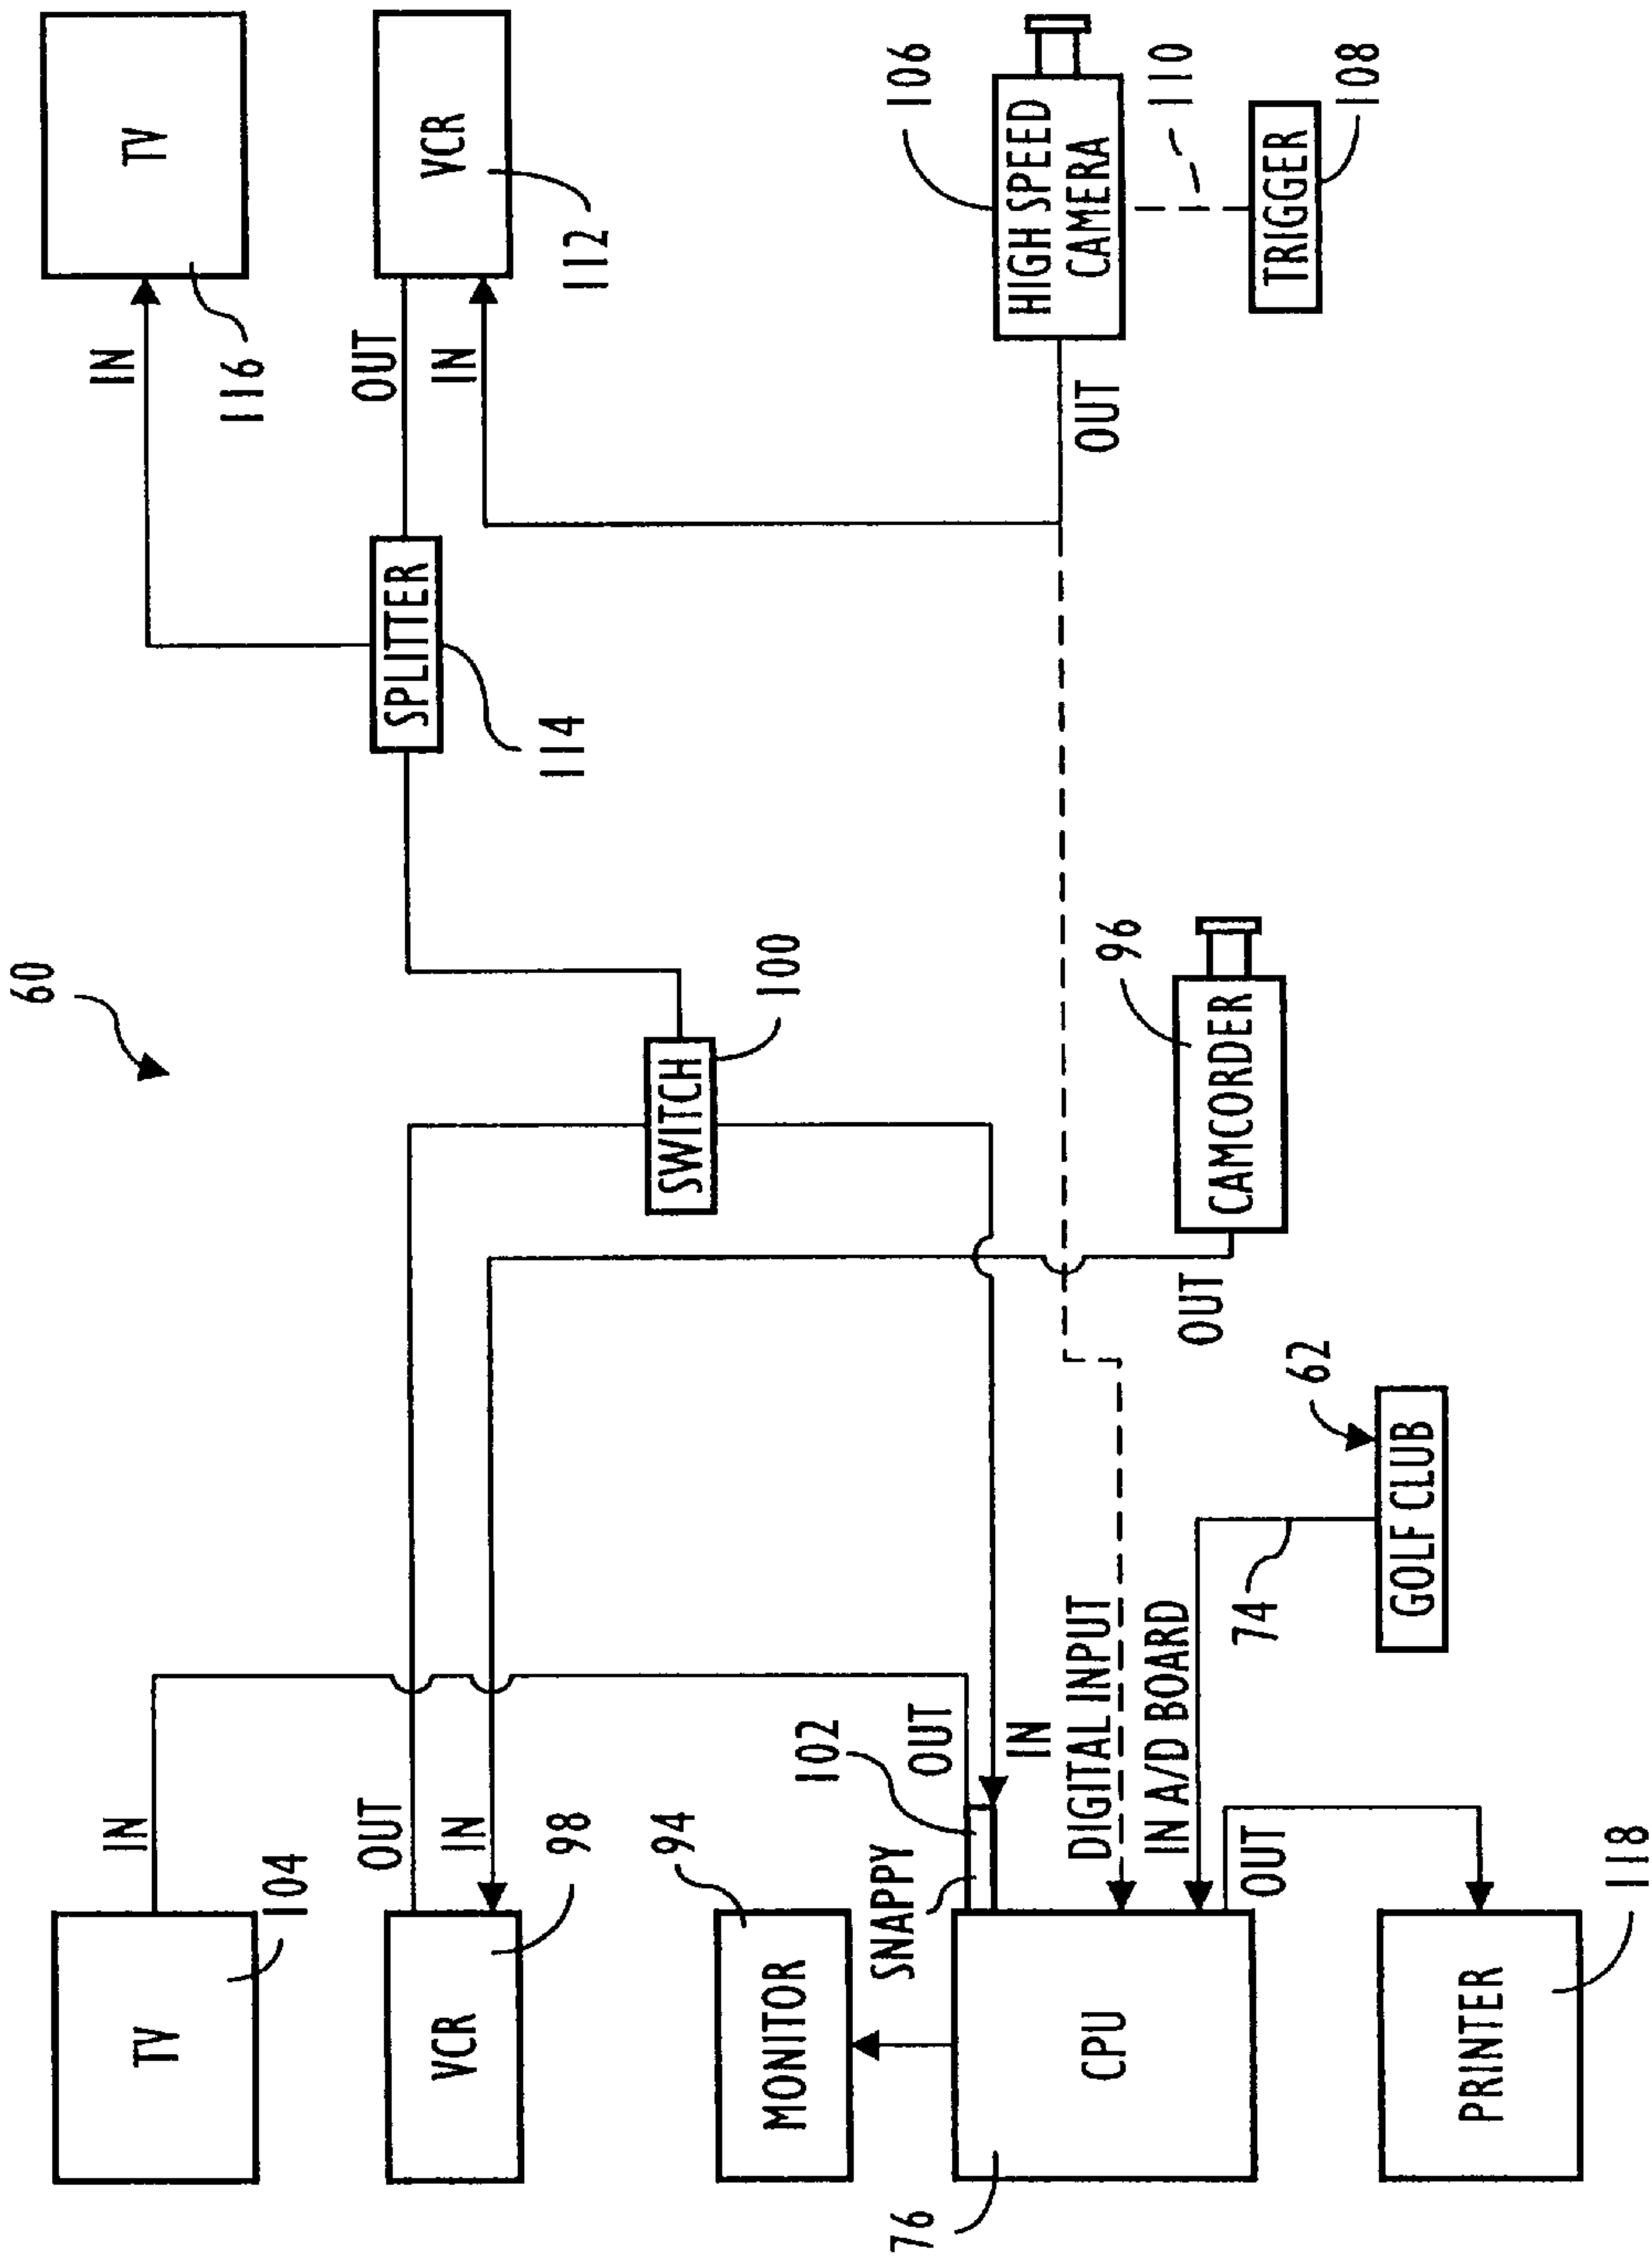 60
TV
104
IN
VCR
98
OUT
IN
MONITOR
94
SNAPPY
102
OUT
IN
CPU
76
DIGITAL INPUT
IN A/D BOARD
OUT
PRINTER
118
GOLF CLUB
62
74
CAMCORDER
96
OUT
SWITCH
100
SPLITTER
114
TV
116
IN
VCR
112
OUT
IN
HIGH SPEED
CAMERA
106
OUT
110
TRIGGER
108